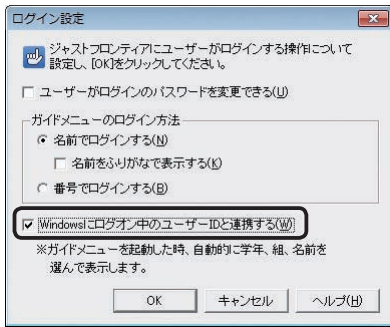 ログイン設定
ジャストフロンティアにユーザーがログインする操作について
設定し、[OK]をクリックしてください。
ユーザーがログインのパスワードを変更できる(U)
ガイドメニューのログイン方法
名前でログインする(N)
名前をふりがなで表示する(K)
番号でログインする(B)
Windowsにログオン中のユーザーIDと連携する(W)
※ガイドメニューを起動した時、自動的に学年、組、名前を
選んで表示します。
OK キャンセル ヘルプ(H)